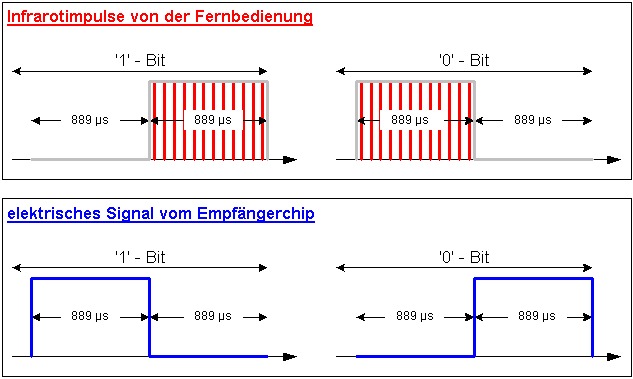 Infrarotimpulse von der Fernbedienung
'1' - Bit
'0' - Bit
889 µs
889 µs
889 µs
889 µs
elektrisches Signal vom Empfängerchip
'1' - Bit
'0' - Bit
889 µs
889 µs
889 µs
889 µs